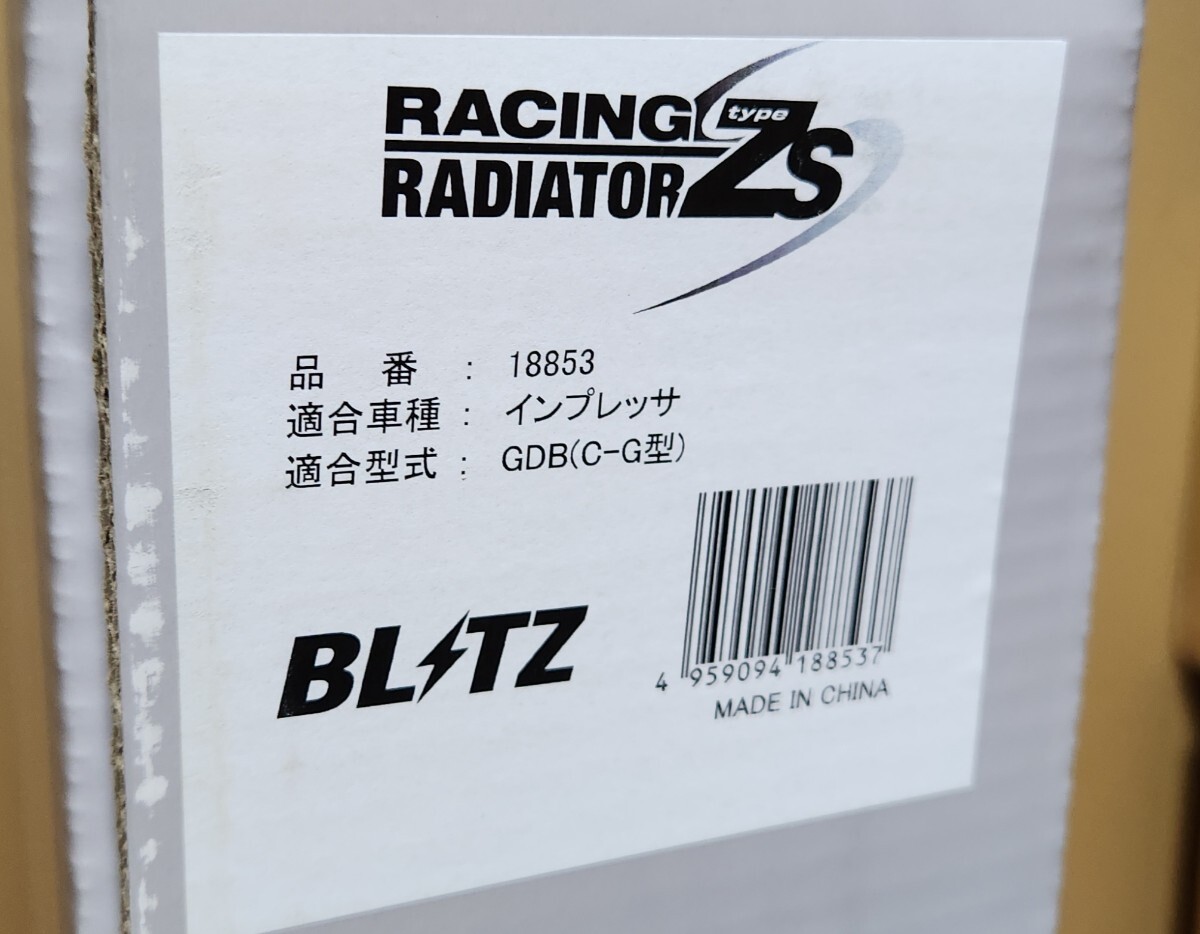 RACING
type
RADIATOR ZS
品 番 : 18853
適合車種 : インプレッサ
適合型式 : GDB(C-G型)
BLITZ
4 959094 188537
MADE IN CHINA